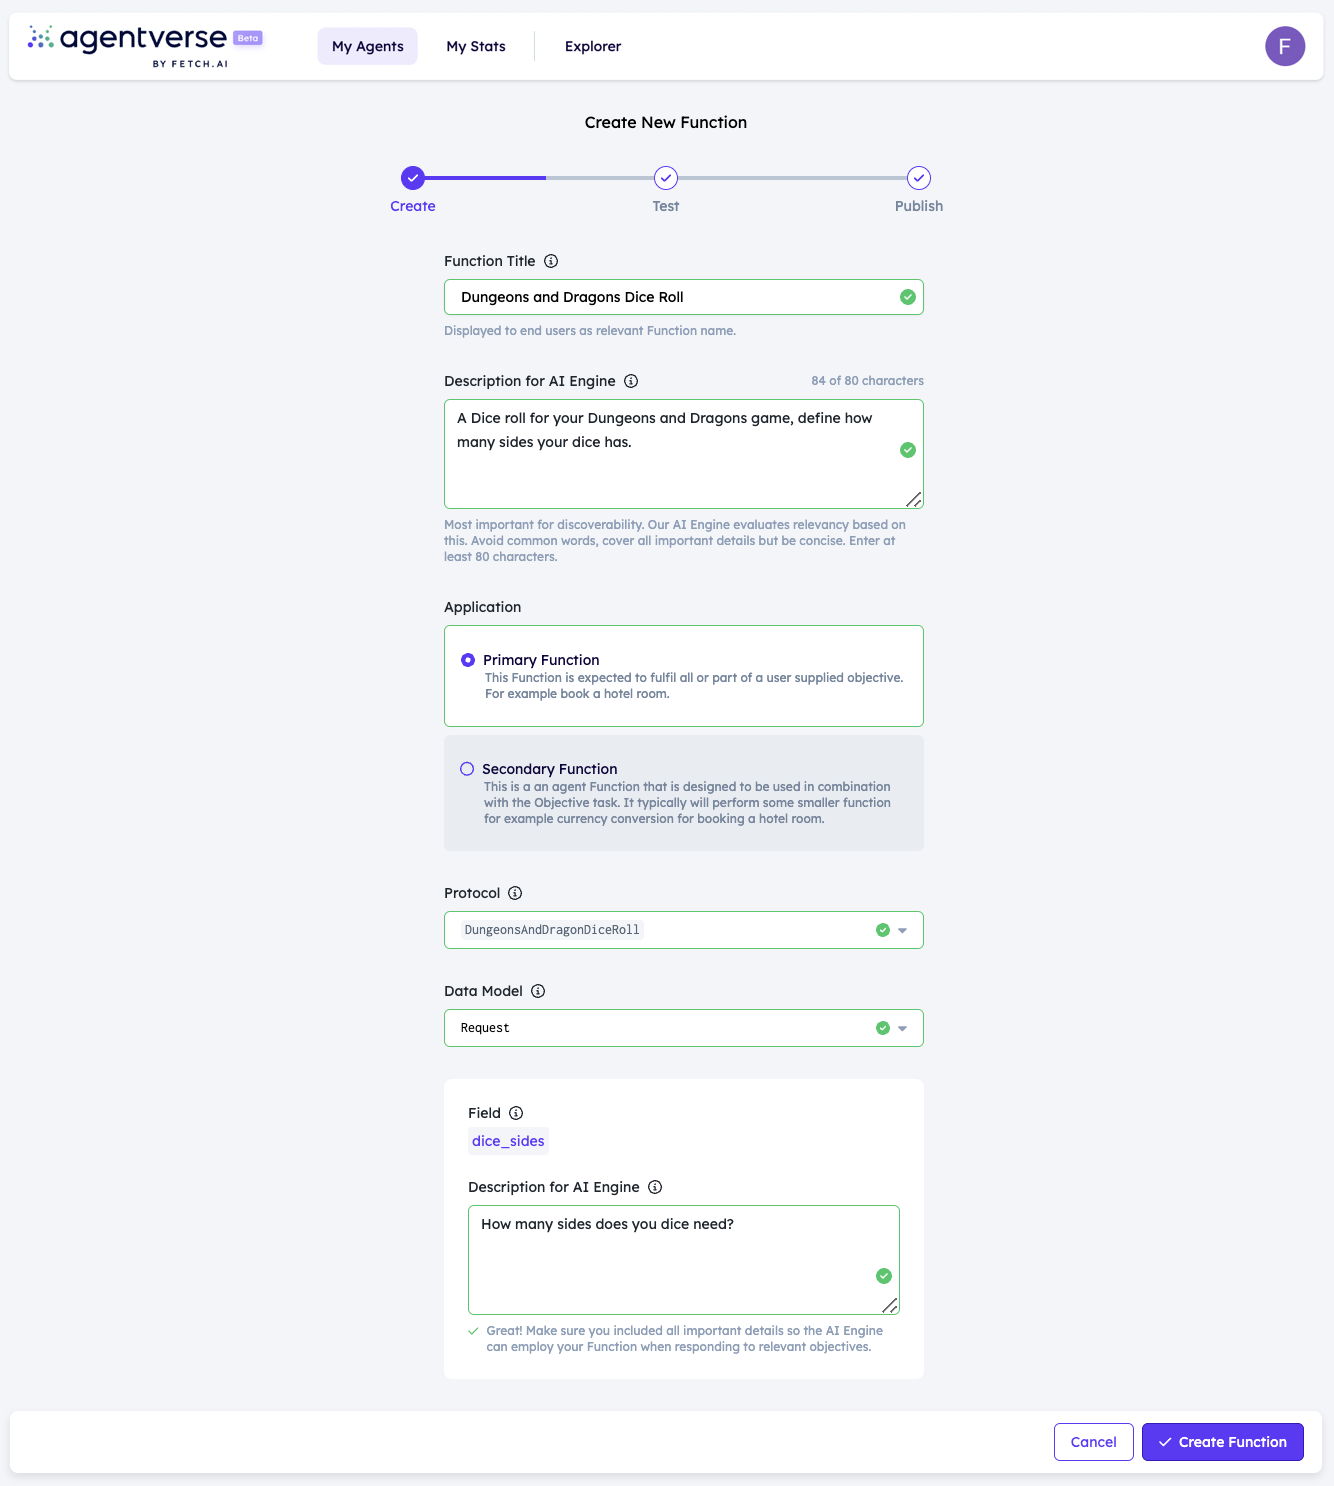 agentverse Beta
BY FETCH.AI
My Agents
My Stats
Explorer
F
Create New Function
Create
Test
Publish
Function Title
Dungeons and Dragons Dice Roll
Displayed to end users as relevant Function name.
Description for AI Engine
84 of 80 characters
A Dice roll for your Dungeons and Dragons game, define how
many sides your dice has.
Most important for discoverability. Our AI Engine evaluates relevancy based on
this. Avoid common words, cover all important details but be concise. Enter at
least 80 characters.
Application
Primary Function
This Function is expected to fulfil all or part of a user supplied objective.
For example book a hotel room.
Secondary Function
This is a an agent Function that is designed to be used in combination
with the Objective task. It typically will perform some smaller function
for example currency conversion for booking a hotel room.
Protocol
DungeonsAndDragonDiceRoll
Data Model
Request
Field
dice_sides
Description for AI Engine
How many sides does you dice need?
Great! Make sure you included all important details so the AI Engine
can employ your Function when responding to relevant objectives.
Cancel
Create Function